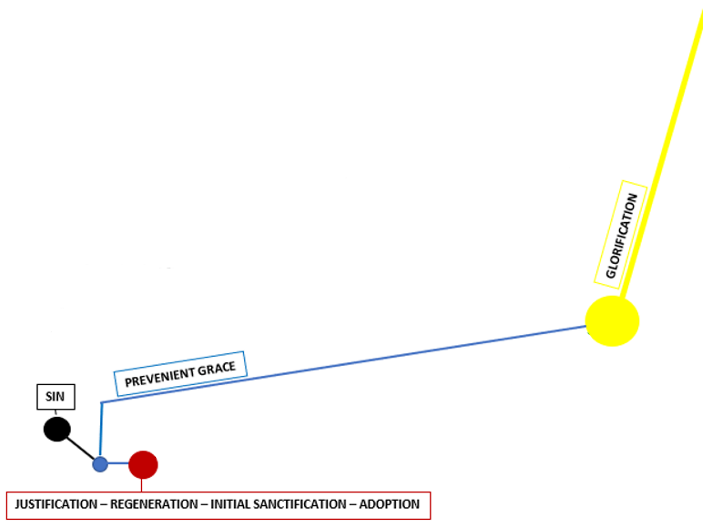 GLORIFICATION
PREVENIENT GRACE
SIN
JUSTIFICATION – REGENERATION – INITIAL SANCTIFICATION – ADOPTION